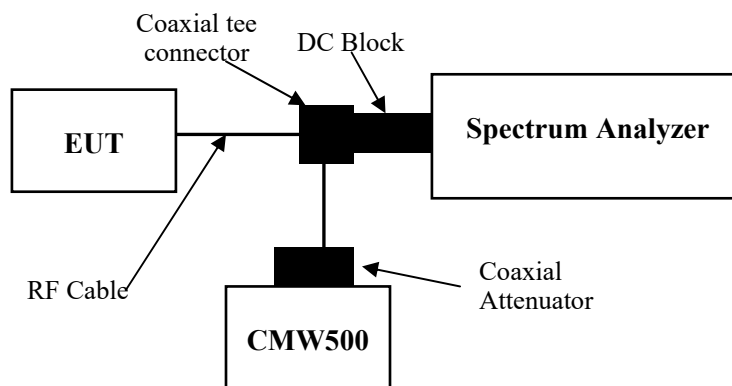 Coaxial tee
connector
DC Block
EUT
Spectrum Analyzer
RF Cable
Coaxial
Attenuator
CMW500